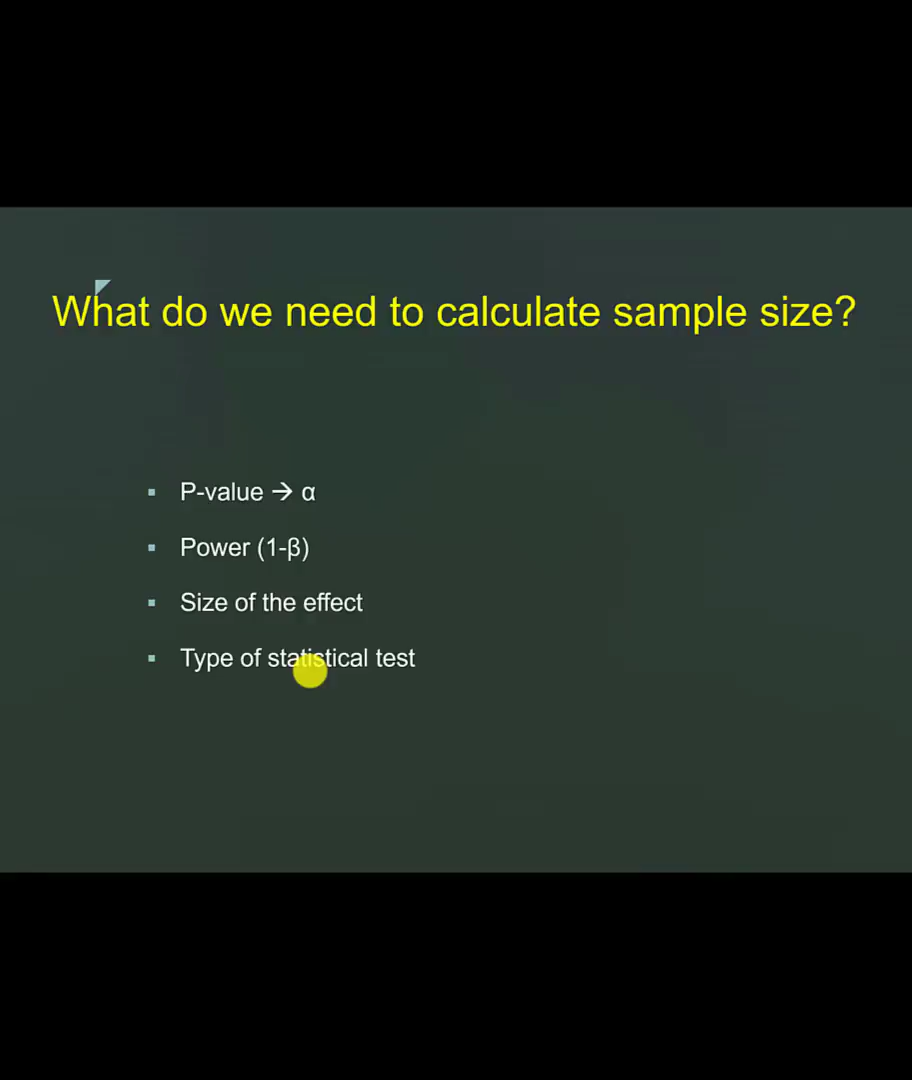 What do we need to calculate sample size?
▪ P-value → α
▪ Power (1-β)
▪ Size of the effect
▪ Type of statistical test